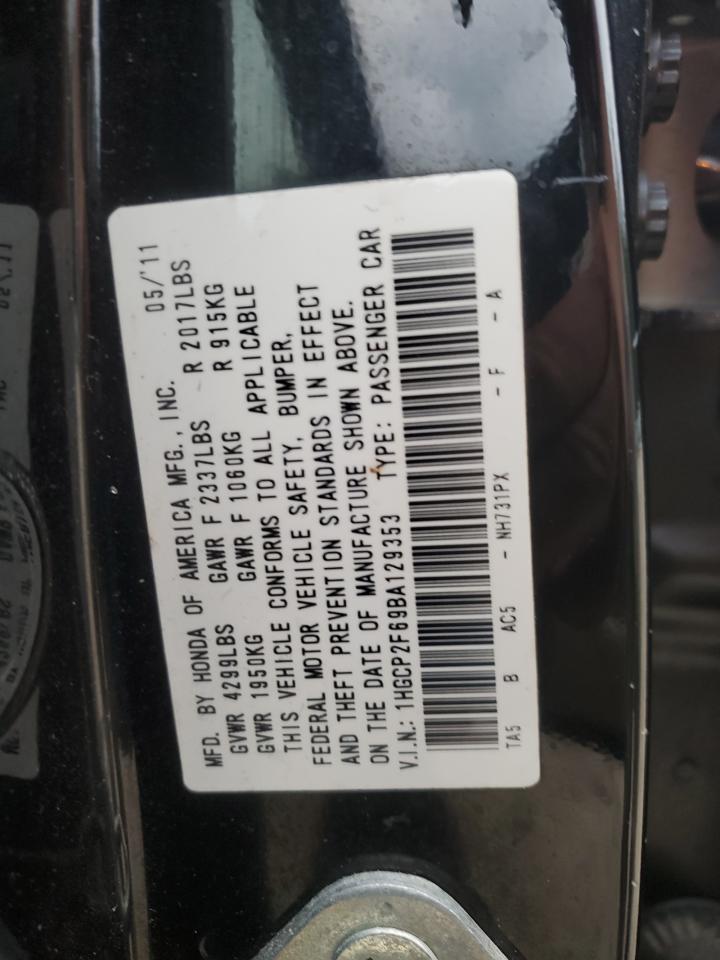 MFD. BY HONDA OF AMERICA MFG., INC. 05/'11
GVWR 4299LBS GAWR F 2337LBS R 2017LBS
GVWR 1950KG GAWR F 1060KG R 915KG
THIS VEHICLE CONFORMS TO ALL APPLICABLE
FEDERAL MOTOR VEHICLE SAFETY, BUMPER,
AND THEFT PREVENTION STANDARDS IN EFFECT
ON THE DATE OF MANUFACTURE SHOWN ABOVE.
V.I.N.: 1HGCP2F69BA129353 TYPE: PASSENGER CAR
TA5 B AC5 - NH731PX - F - A